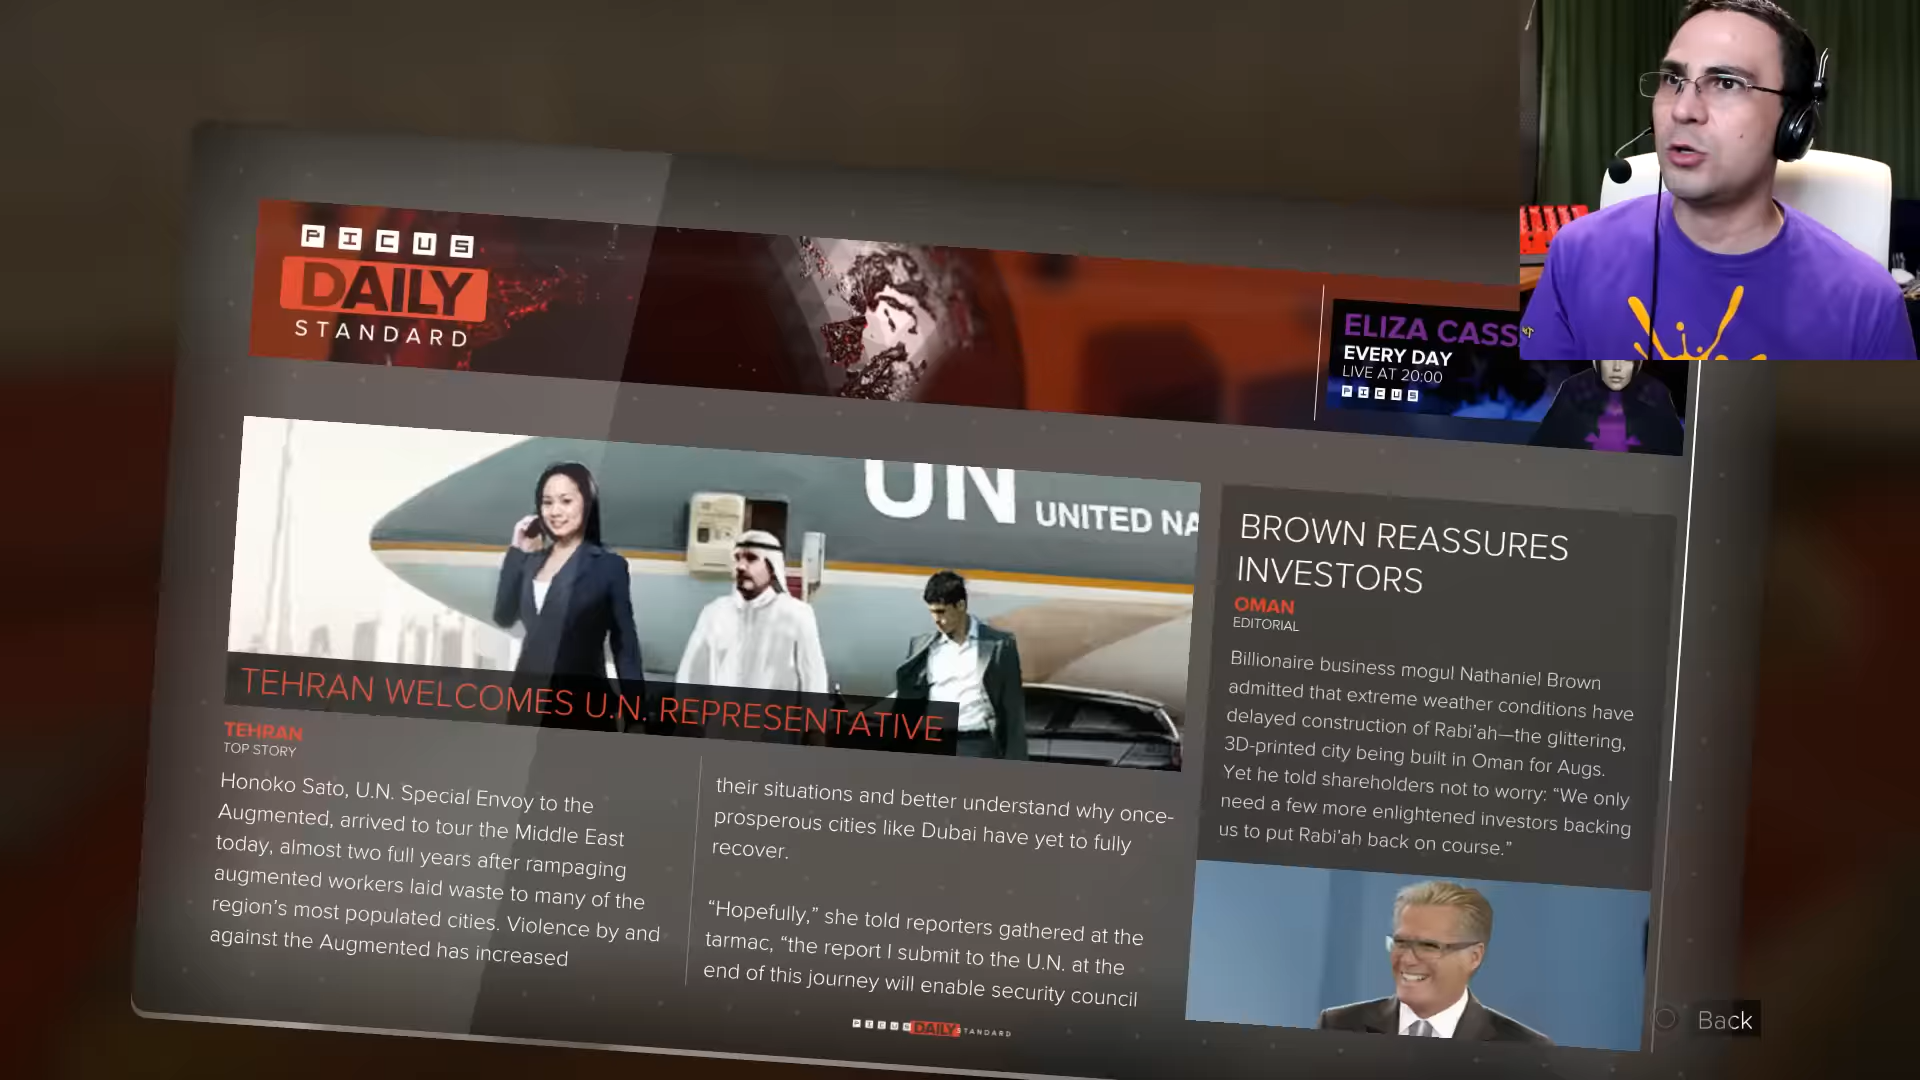 PICUS
DAILY
STANDARD
ELIZA CASS
EVERY DAY
LIVE AT 20:00
PICUS
UN UNITED NA
TEHRAN WELCOMES U.N. REPRESENTATIVE
TEHRAN
TOP STORY
Honoko Sato, U.N. Special Envoy to the
Augmented, arrived to tour the Middle East
today, almost two full years after rampaging
augmented workers laid waste to many of the
region's most populated cities. Violence by and
against the Augmented has increased
their situations and better understand why once-
prosperous cities like Dubai have yet to fully
recover.
“Hopefully,” she told reporters gathered at the
tarmac, “the report I submit to the U.N. at the
end of this journey will enable security council
BROWN REASSURES
INVESTORS
OMAN
EDITORIAL
Billionaire business mogul Nathaniel Brown
admitted that extreme weather conditions have
delayed construction of Rabi'ah—the glittering,
3D-printed city being built in Oman for Augs.
Yet he told shareholders not to worry: “We only
need a few more enlightened investors backing
us to put Rabi'ah back on course.”
PICUS DAILY STANDARD
Back